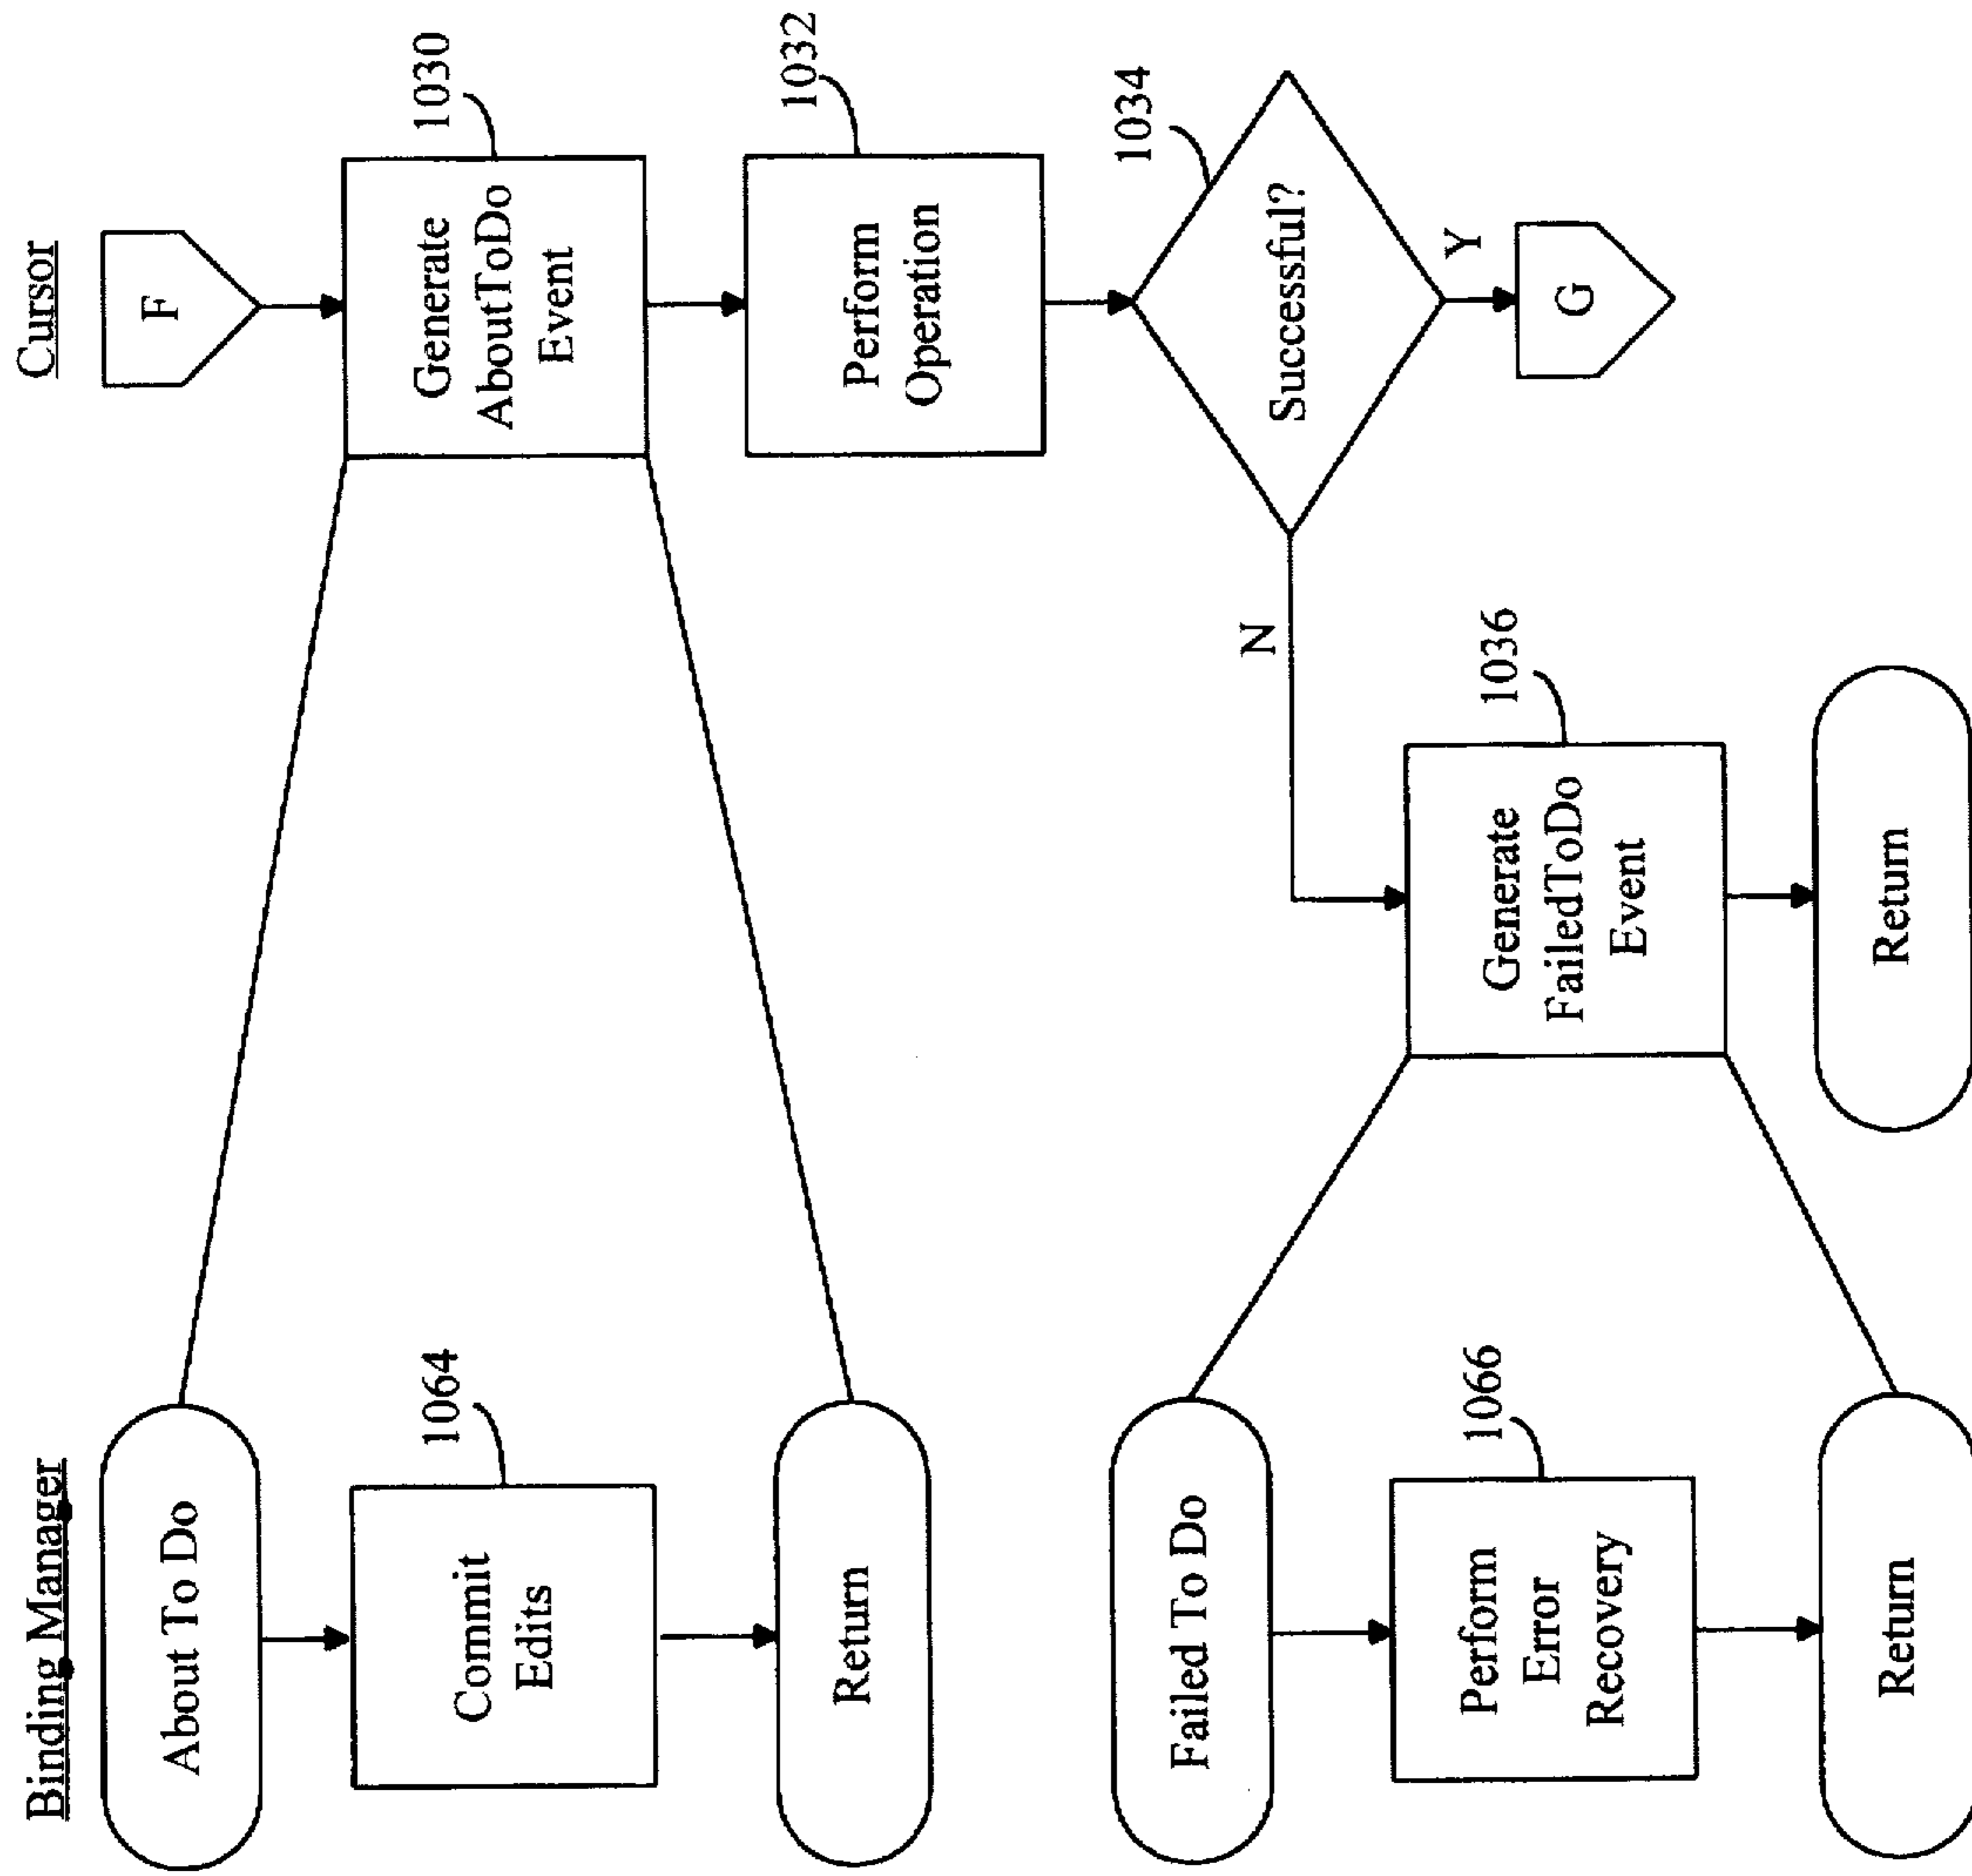 Binding Manager
About To Do
1064
Commit
Edits
Return
Failed To Do
1066
Perform
Error
Recovery
Return
Cursor
F
1030
Generate
AboutToDo
Event
1032
Perform
Operation
1034
Successful?
Y
G
N
1036
Generate
FailedToDo
Event
Return